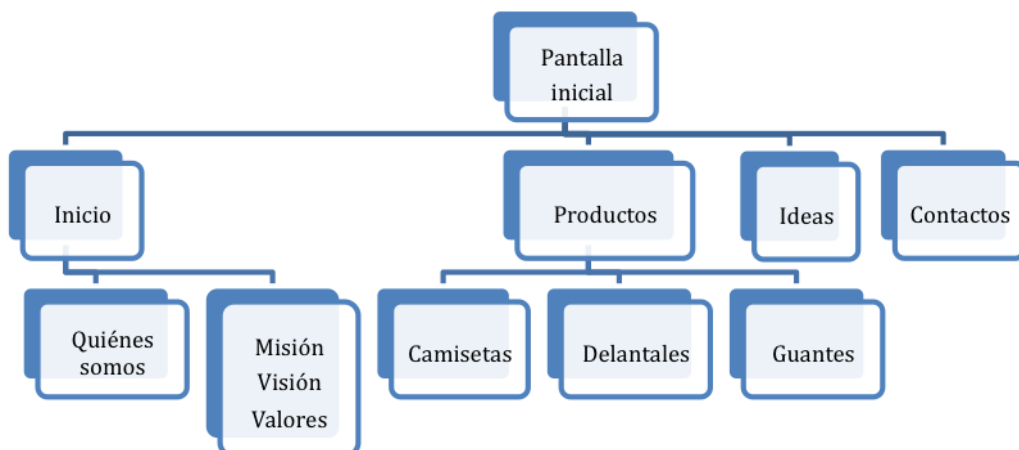 Pantalla
inicial
Inicio
Productos
Ideas
Contactos
Quiénes
somos
Misión
Visión
Valores
Camisetas
Delantales
Guantes